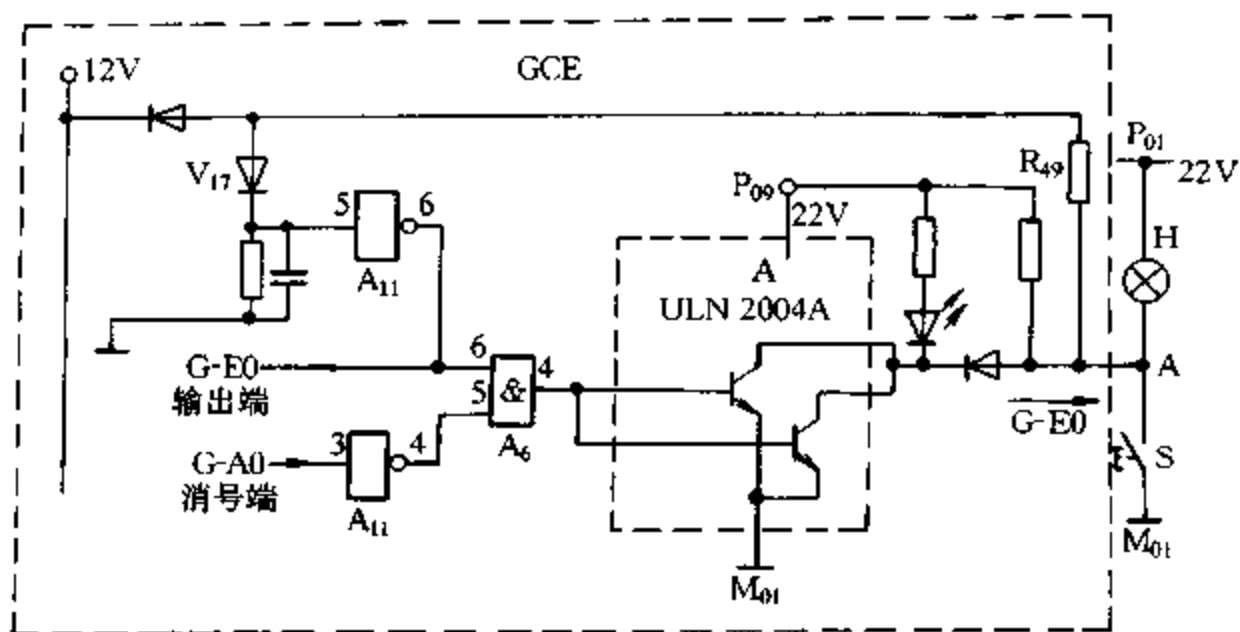 12V
GCE
P₀₁
22V
V₁₇
5
6
A₁₁
R₄₉
P₀₉
22V
H
A
ULN 2004A
G-E0
输出端
6
5
&
4
A₆
A
G-E0
S
G-A0
消号端
3
4
A₁₁
M₀₁
M₀₁